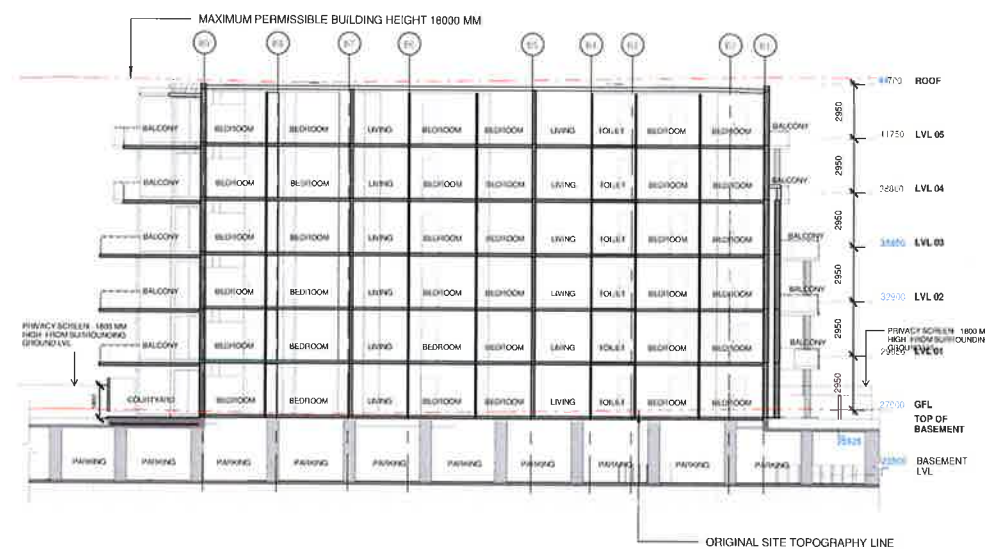 MAXIMUM PERMISSIBLE BUILDING HEIGHT 18000 MM
ROOF
2950
BALCONY BEDROOM BEDROOM LIVING BEDROOM BEDROOM LIVING TOILET BEDROOM BEDROOM BALCONY
LVL 05
2950
BALCONY BEDROOM BEDROOM LIVING BEDROOM BEDROOM LIVING TOILET BEDROOM BEDROOM BALCONY
LVL 04
2950
BALCONY BEDROOM BEDROOM LIVING BEDROOM BEDROOM LIVING TOILET BEDROOM BEDROOM BALCONY
LVL 03
2950
BALCONY BEDROOM BEDROOM LIVING BEDROOM BEDROOM LIVING TOILET BEDROOM BEDROOM BALCONY
LVL 02
2950
PRIVACY SCREEN 1800 MM
HIGH FROM SURROUNDING
GROUND LVL
PRIVACY SCREEN 1800 M
HIGH FROM SURROUNDING
BALCONY BEDROOM BEDROOM LIVING BEDROOM BEDROOM LIVING TOILET BEDROOM BEDROOM BALCONY
LVL 01
2950
COURTYARD BEDROOM BEDROOM LIVING BEDROOM BEDROOM LIVING TOILET BEDROOM BEDROOM
GFL
TOP OF
BASEMENT
PARKING PARKING PARKING PARKING PARKING PARKING PARKING PARKING PARKING PARKING
BASEMENT
LVL
ORIGINAL SITE TOPOGRAPHY LINE